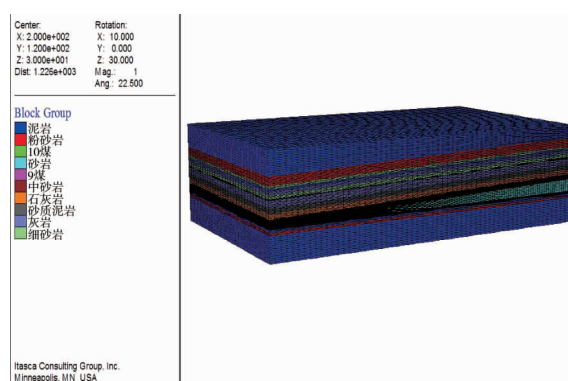 Center:
Rotation:
X: 2.000e+002
X: 10.000
Y: 1.200e+002
Y: 0.000
Z: 3.000e+001
Z: 30.000
Dist: 1.226e+003
Mag.: 1
Ang.: 22.500
Block Group
泥岩
粉砂岩
10煤
砂岩
9煤
中砂岩
石灰岩
砂质泥岩
灰岩
细砂岩
Itasca Consulting Group, Inc.
Minneapolis, MN USA